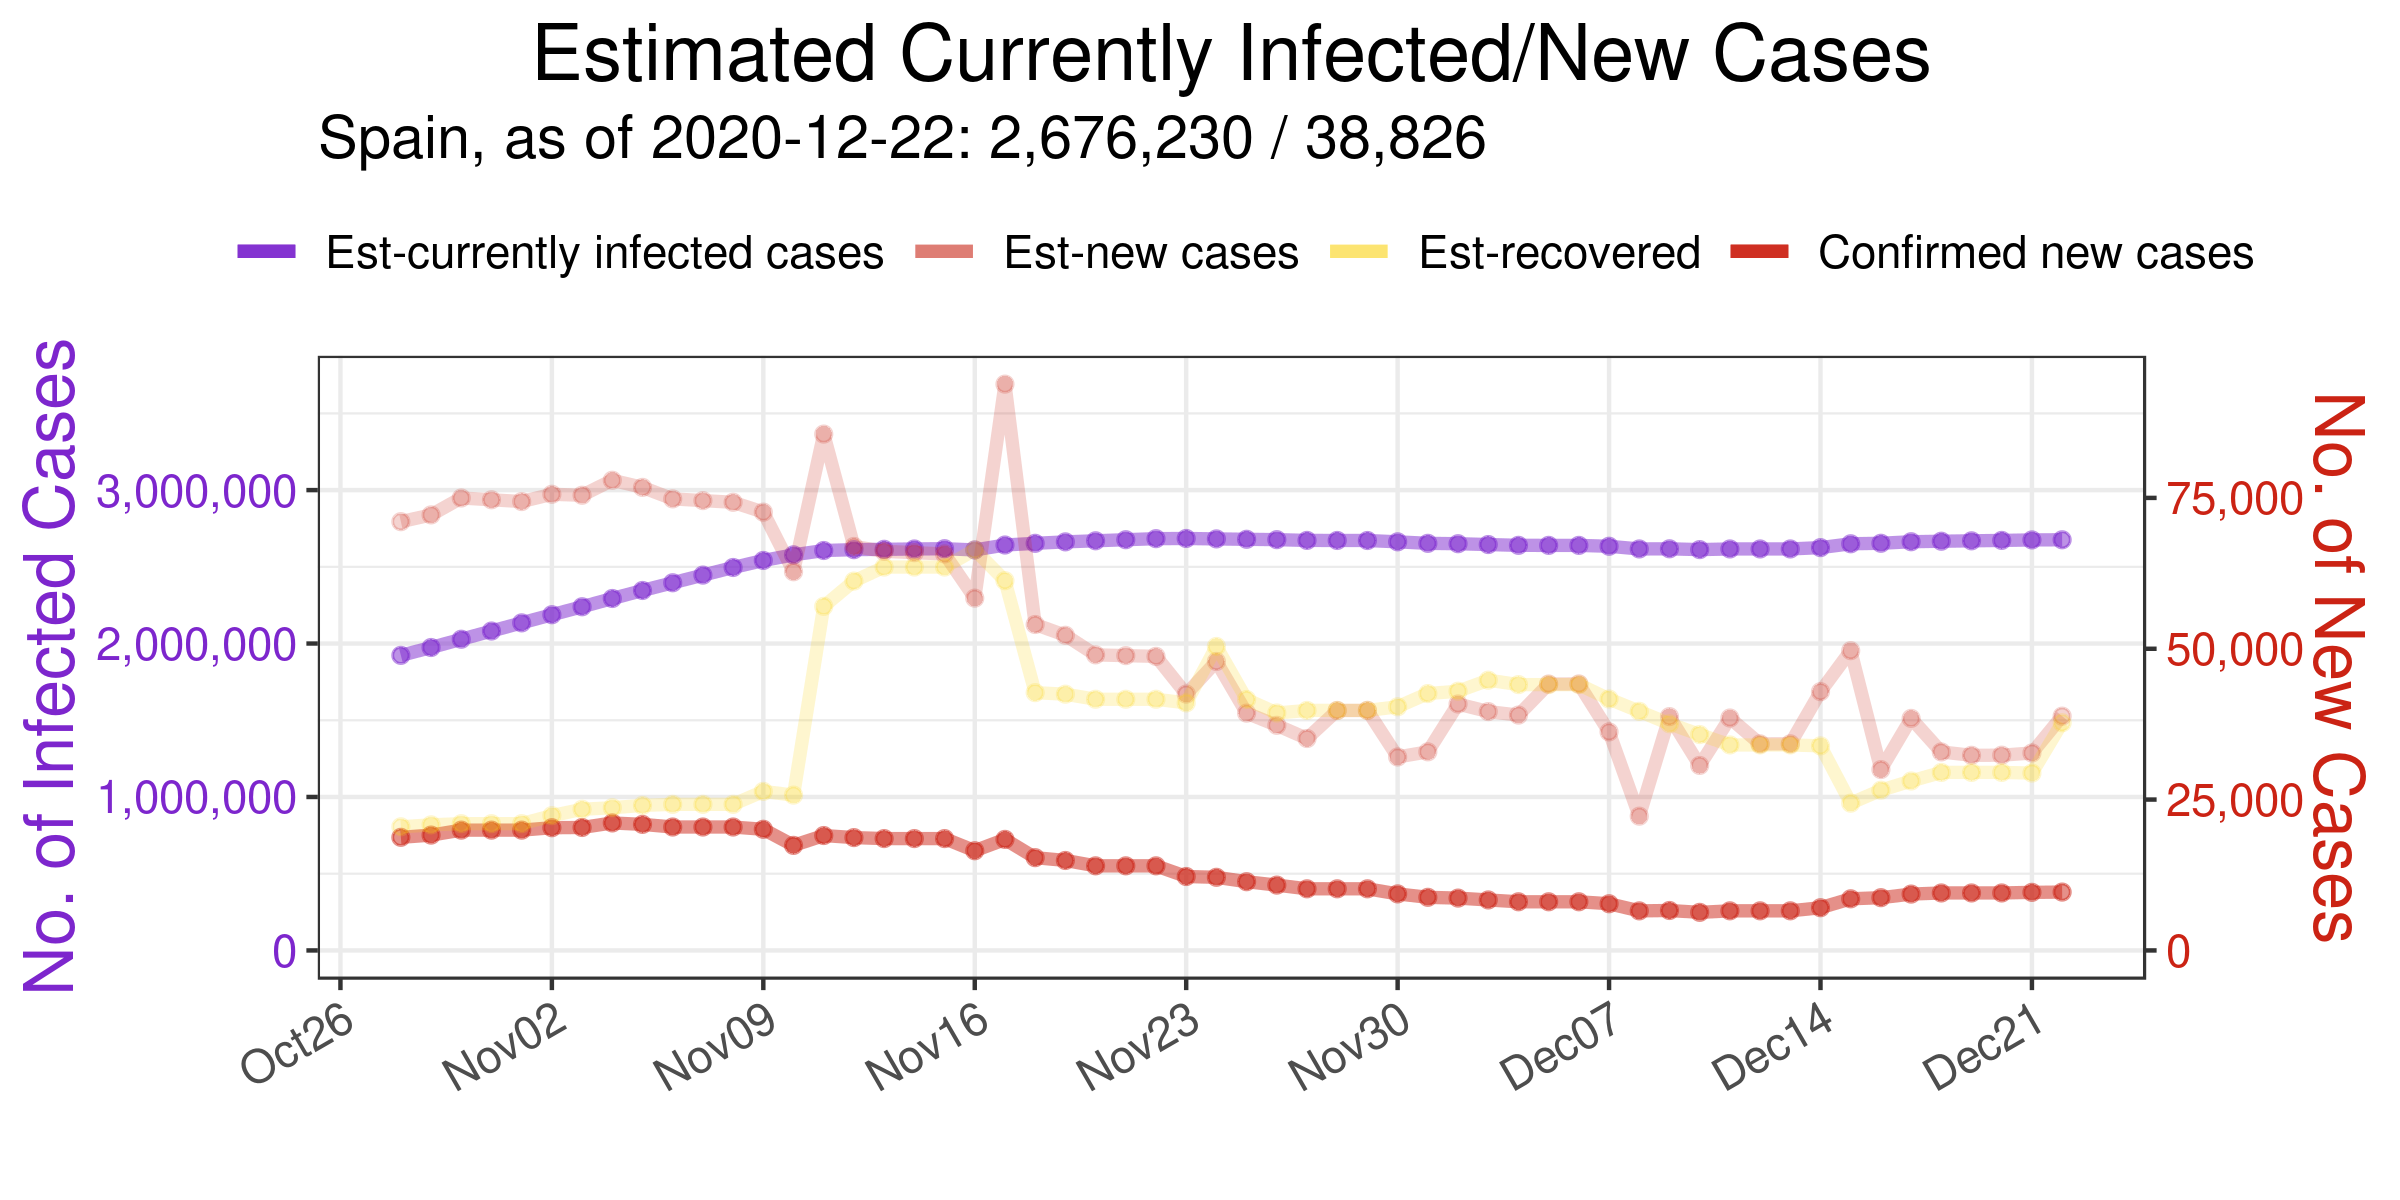 Estimated Currently Infected/New Cases
Spain, as of 2020-12-22: 2,676,230 / 38,826
Est-currently infected cases Est-new cases Est-recovered Confirmed new cases
No. of Infected Cases
3,000,000
2,000,000
1,000,000
0
75,000
50,000
25,000
0
No. of New Cases
Oct26 Nov02 Nov09 Nov16 Nov23 Nov30 Dec07 Dec14 Dec21